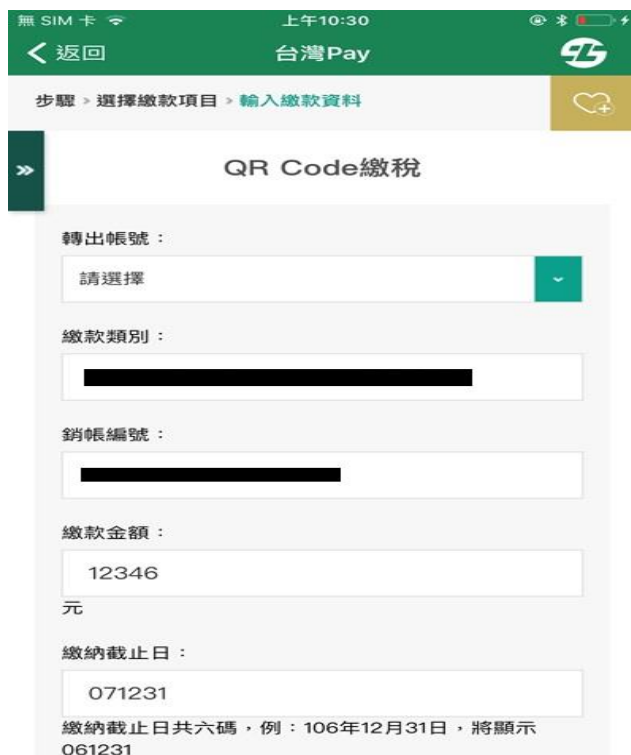 無 SIM 卡 上午10:30
返回 台灣Pay
步驟 > 選擇繳款項目 > 輸入繳款資料
QR Code繳稅
轉出帳號：
請選擇
繳款類別：
銷帳編號：
繳款金額：
12346
元
繳納截止日：
071231
繳納截止日共六碼，例：106年12月31日，將顯示
061231